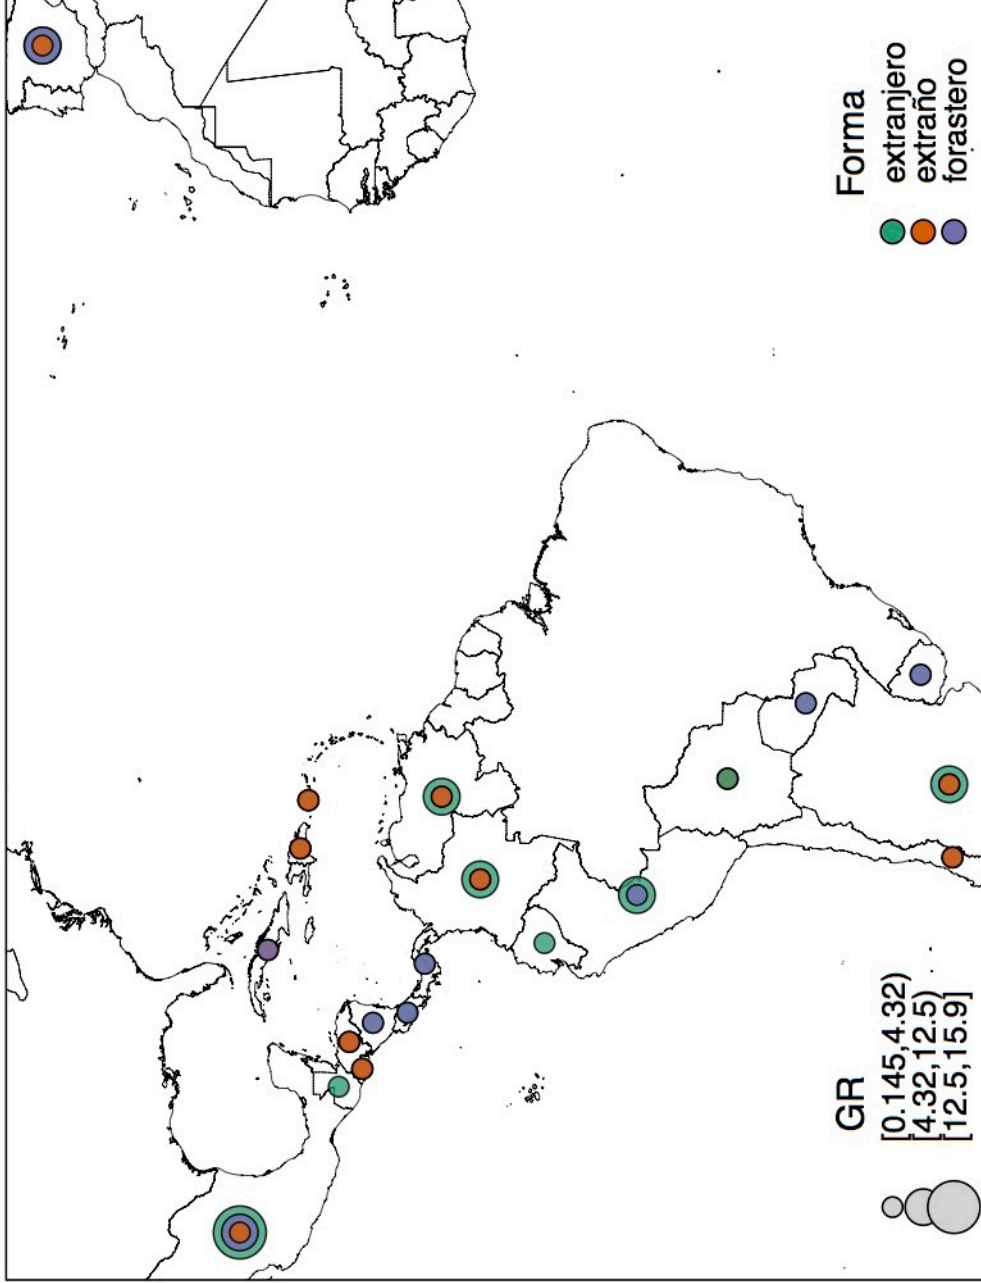 Forma
extranjero
extraño
forastero
GR
[0.145,4.32)
[4.32,12.5)
[12.5,15.9]